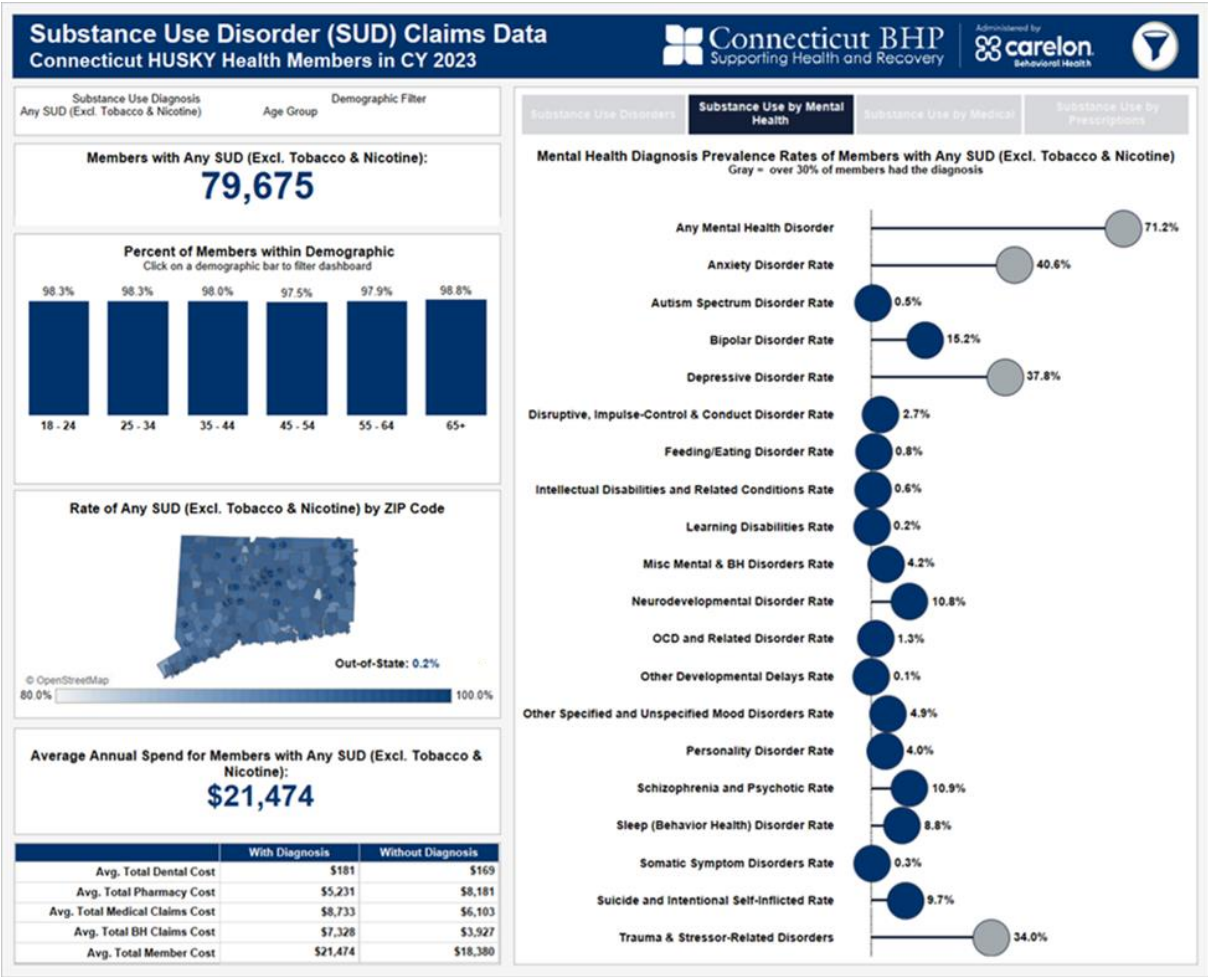 Substance Use Disorder (SUD) Claims Data
Connecticut HUSKY Health Members in CY 2023
Connecticut BHP
Supporting Health and Recovery
Administered by
carelon
Behavioral Health
Substance Use Diagnosis
Any SUD (Excl. Tobacco & Nicotine)
Age Group
Demographic Filter
Members with Any SUD (Excl. Tobacco & Nicotine):
79,675
Percent of Members within Demographic
Click on a demographic bar to filter dashboard
98.3% 98.3% 98.0% 97.5% 97.9% 98.8%
18 - 24 25 - 34 35 - 44 45 - 54 55 - 64 65+
Rate of Any SUD (Excl. Tobacco & Nicotine) by ZIP Code
Out-of-State: 0.2%
© OpenStreetMap
80.0% 100.0%
Average Annual Spend for Members with Any SUD (Excl. Tobacco &
Nicotine):
$21,474
With Diagnosis Without Diagnosis
Avg. Total Dental Cost $181 $169
Avg. Total Pharmacy Cost $5,231 $8,181
Avg. Total Medical Claims Cost $8,733 $6,103
Avg. Total BH Claims Cost $7,328 $3,927
Avg. Total Member Cost $21,474 $18,380
Substance Use Disorders
Substance Use by Mental
Health
Substance Use by Medical
Substance Use by
Prescriptions
Mental Health Diagnosis Prevalence Rates of Members with Any SUD (Excl. Tobacco & Nicotine)
Gray = over 30% of members had the diagnosis
Any Mental Health Disorder 71.2%
Anxiety Disorder Rate 40.6%
Autism Spectrum Disorder Rate 0.5%
Bipolar Disorder Rate 15.2%
Depressive Disorder Rate 37.8%
Disruptive, Impulse-Control & Conduct Disorder Rate 2.7%
Feeding/Eating Disorder Rate 0.8%
Intellectual Disabilities and Related Conditions Rate 0.6%
Learning Disabilities Rate 0.2%
Misc Mental & BH Disorders Rate 4.2%
Neurodevelopmental Disorder Rate 10.8%
OCD and Related Disorder Rate 1.3%
Other Developmental Delays Rate 0.1%
Other Specified and Unspecified Mood Disorders Rate 4.9%
Personality Disorder Rate 4.0%
Schizophrenia and Psychotic Rate 10.9%
Sleep (Behavior Health) Disorder Rate 8.8%
Somatic Symptom Disorders Rate 0.3%
Suicide and Intentional Self-Inflicted Rate 9.7%
Trauma & Stressor-Related Disorders 34.0%